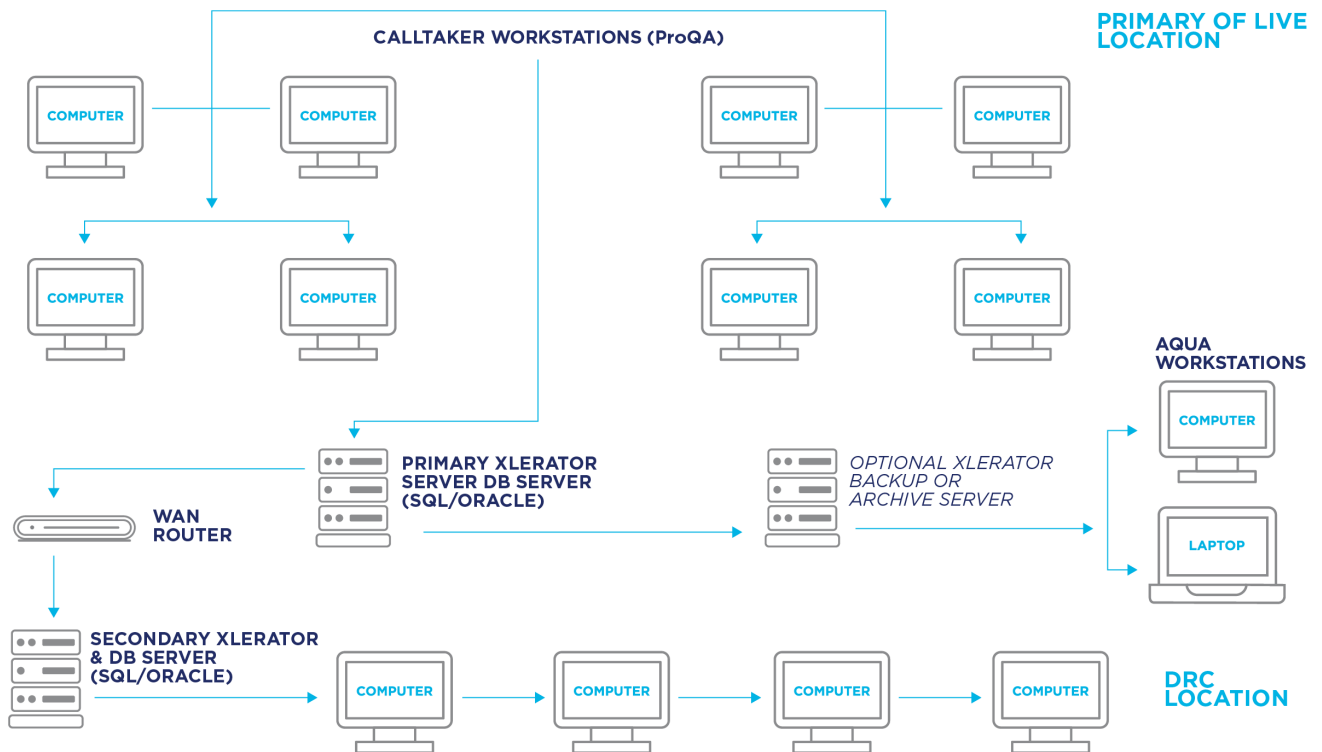 PRIMARY OF LIVE
LOCATION
CALLTAKER WORKSTATIONS (ProQA)
COMPUTER
COMPUTER
COMPUTER
COMPUTER
COMPUTER
COMPUTER
COMPUTER
COMPUTER
AQUA
WORKSTATIONS
COMPUTER
PRIMARY XLERATOR
SERVER DB SERVER
(SQL/ORACLE)
OPTIONAL XLERATOR
BACKUP OR
ARCHIVE SERVER
WAN
ROUTER
LAPTOP
SECONDARY XLERATOR
& DB SERVER
(SQL/ORACLE)
COMPUTER
COMPUTER
COMPUTER
COMPUTER
DRC
LOCATION